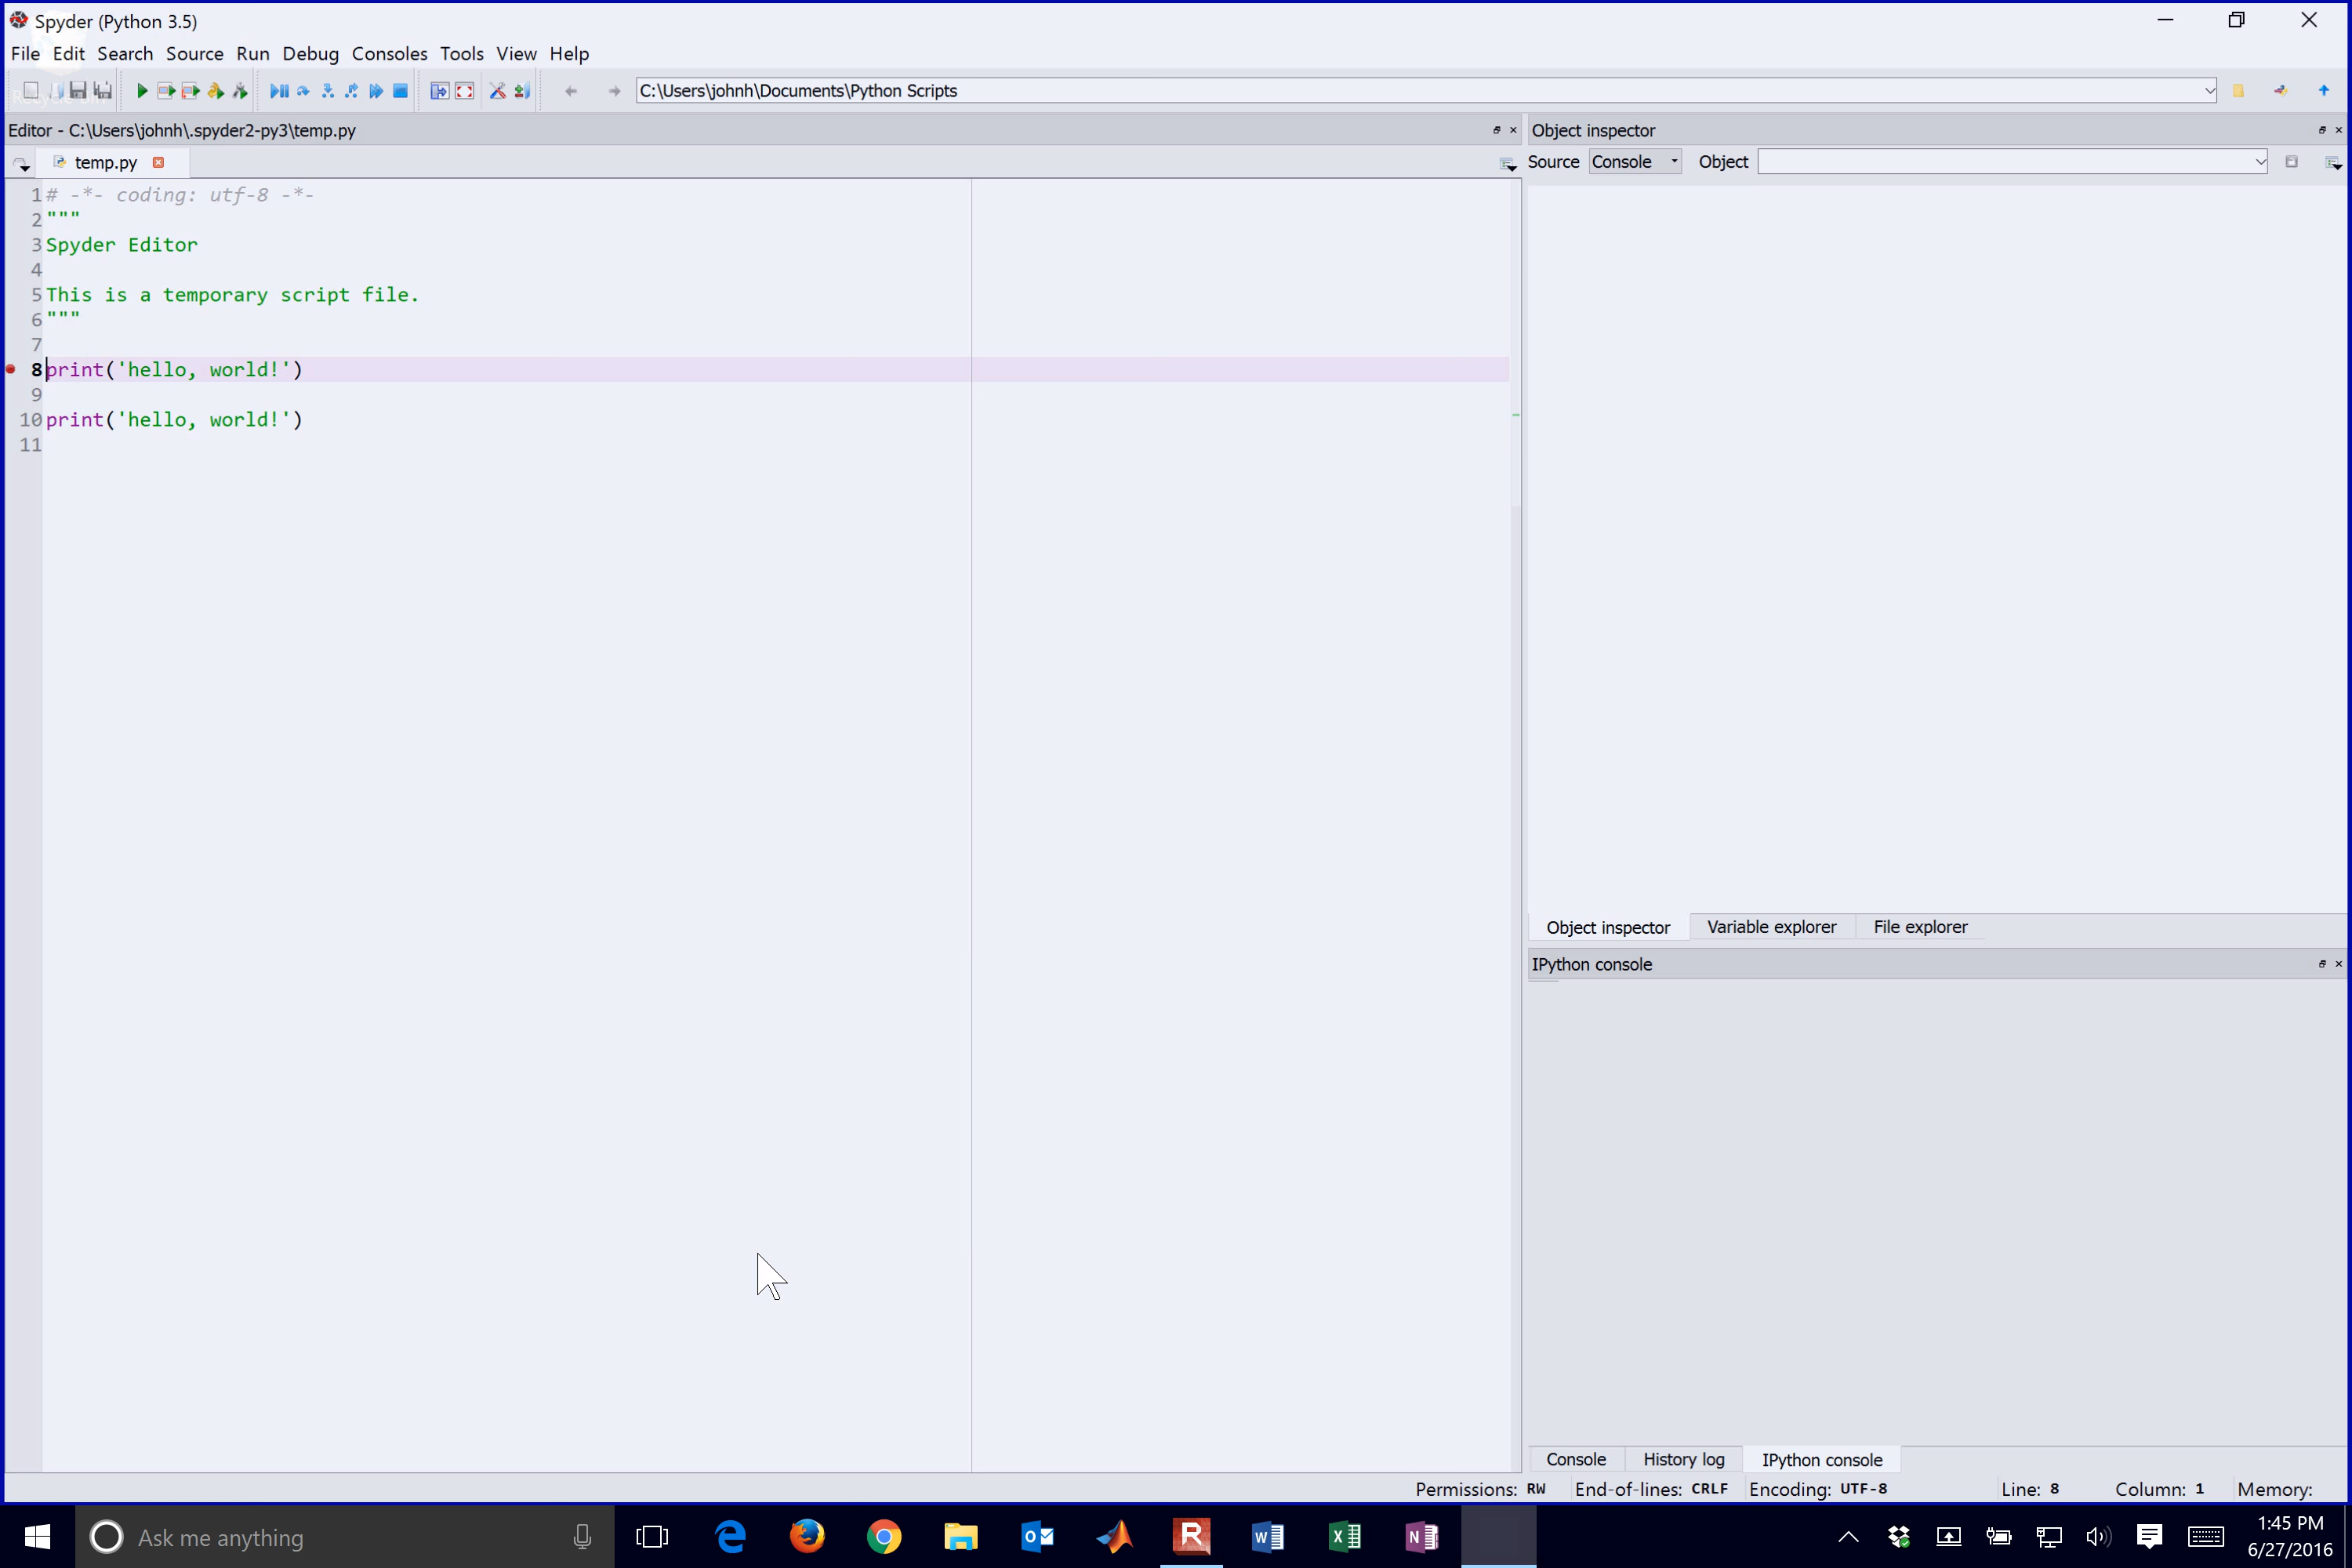 Spyder (Python 3.5)
File Edit Search Source Run Debug Consoles Tools View Help
C:\Users\johnh\Documents\Python Scripts
Editor - C:\Users\johnh\.spyder2-py3\temp.py
Object inspector
temp.py
Source Console Object
1 # -*- coding: utf-8 -*-
2 """
3 Spyder Editor
4
5 This is a temporary script file.
6 """
7
8 print('hello, world!')
9
10 print('hello, world!')
11
Object inspector Variable explorer File explorer
IPython console
Console History log IPython console
Permissions: RW End-of-lines: CRLF Encoding: UTF-8 Line: 8 Column: 1 Memory:
Ask me anything
1:45 PM
6/27/2016